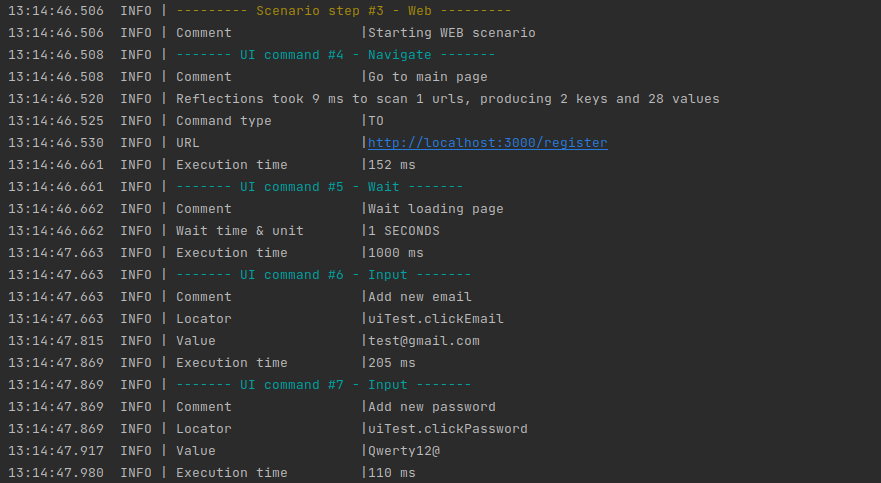 13:14:46.506  INFO | --------- Scenario step #3 - Web ---------
13:14:46.506  INFO | Comment                |Starting WEB scenario
13:14:46.508  INFO | ------- UI command #4 - Navigate -------
13:14:46.508  INFO | Comment                |Go to main page
13:14:46.520  INFO | Reflections took 9 ms to scan 1 urls, producing 2 keys and 28 values
13:14:46.525  INFO | Command type           |TO
13:14:46.530  INFO | URL                    |http://localhost:3000/register
13:14:46.661  INFO | Execution time         |152 ms
13:14:46.661  INFO | ------- UI command #5 - Wait -------
13:14:46.662  INFO | Comment                |Wait loading page
13:14:46.662  INFO | Wait time & unit       |1 SECONDS
13:14:47.663  INFO | Execution time         |1000 ms
13:14:47.663  INFO | ------- UI command #6 - Input -------
13:14:47.663  INFO | Comment                |Add new email
13:14:47.663  INFO | Locator                |uiTest.clickEmail
13:14:47.815  INFO | Value                  |test@gmail.com
13:14:47.869  INFO | Execution time         |205 ms
13:14:47.869  INFO | ------- UI command #7 - Input -------
13:14:47.869  INFO | Comment                |Add new password
13:14:47.869  INFO | Locator                |uiTest.clickPassword
13:14:47.917  INFO | Value                  |Qwerty12@
13:14:47.980  INFO | Execution time         |110 ms